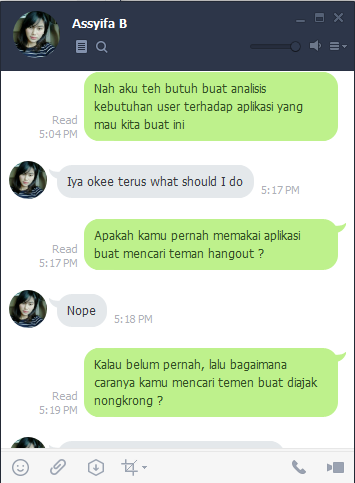 Assyifa B
Nah aku teh butuh buat analisis
kebutuhan user terhadap aplikasi yang
mau kita buat ini
Read
5:04 PM
Iya okee terus what should I do
5:17 PM
Apakah kamu pernah memakai aplikasi
buat mencari teman hangout ?
Read
5:17 PM
Nope
5:18 PM
Kalau belum pernah, lalu bagaimana
caranya kamu mencari temen buat diajak
nongkrong ?
Read
5:19 PM